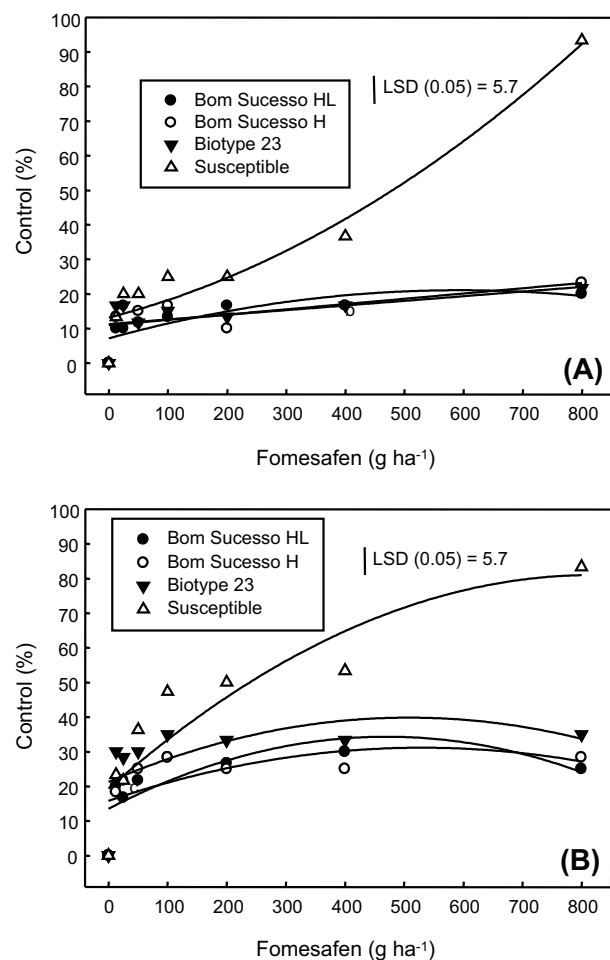 100
90
80
70
60
50
40
30
20
10
0
Control (%)
Bom Sucesso HL
Bom Sucesso H
Biotype 23
Susceptible
LSD (0.05) = 5.7
(A)
0 100 200 300 400 500 600 700 800
Fomesafen (g ha-1)
100
90
80
70
60
50
40
30
20
10
0
Control (%)
Bom Sucesso HL
Bom Sucesso H
Biotype 23
Susceptible
LSD (0.05) = 5.7
(B)
0 100 200 300 400 500 600 700 800
Fomesafen (g ha-1)